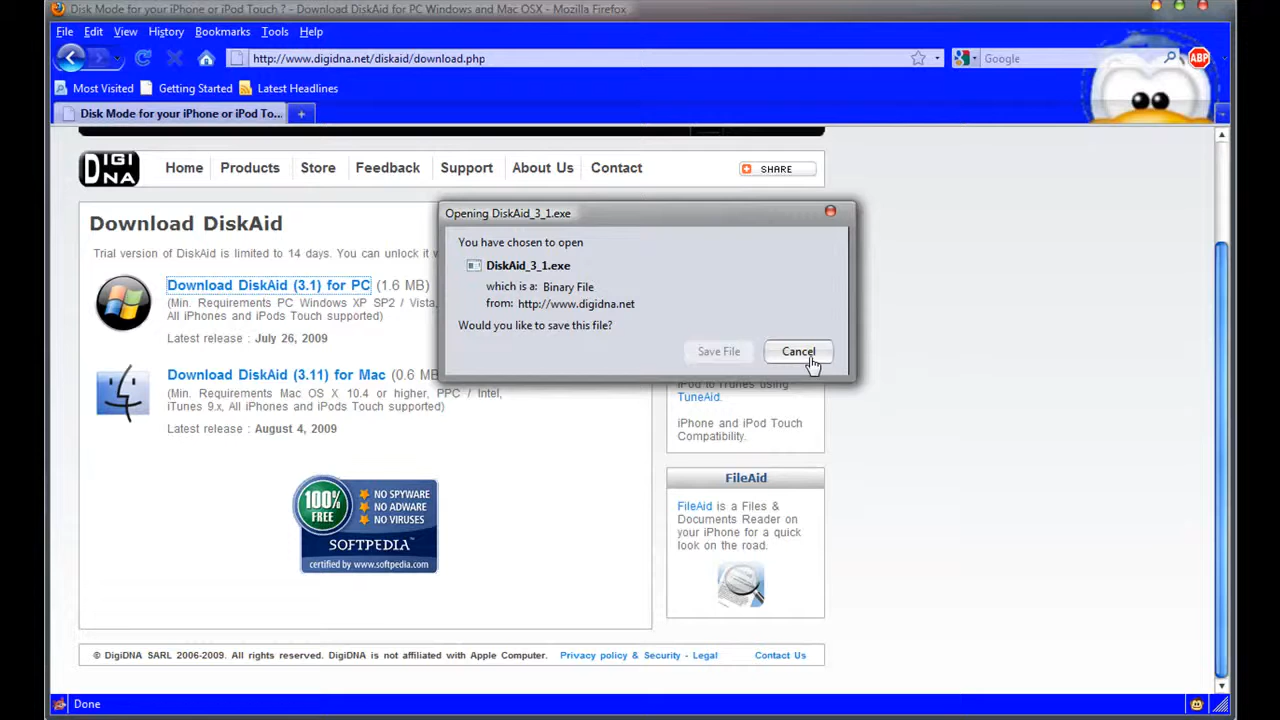 Disk Mode for your iPhone or iPod Touch ? - Download DiskAid for PC Windows and Mac OSX - Mozilla Firefox
File Edit View History Bookmarks Tools Help
http://www.digidna.net/diskaid/download.php
Google
ABP
Most Visited Getting Started Latest Headlines
Disk Mode for your iPhone or iPod To...
+
DIGI DNA
Home Products Store Feedback Support About Us Contact
SHARE
Download DiskAid
Trial version of DiskAid is limited to 14 days. You can unlock it
Download DiskAid (3.1) for PC (1.6 MB)
(Min. Requirements PC Windows XP SP2 / Vista,
All iPhones and iPods Touch supported)
Latest release : July 26, 2009
Download DiskAid (3.11) for Mac (0.6 MB
(Min. Requirements Mac OS X 10.4 or higher, PPC / Intel,
iTunes 9.x, All iPhones and iPods Touch supported)
Latest release : August 4, 2009
Opening DiskAid_3_1.exe
You have chosen to open
DiskAid_3_1.exe
which is a: Binary File
from: http://www.digidna.net
Would you like to save this file?
Save File
Cancel
iPod to iTunes using
TuneAid.
iPhone and iPod Touch
Compatibility.
FileAid
FileAid is a Files &
Documents Reader on
your iPhone for a quick
look on the road.
100% FREE
NO SPYWARE
NO ADWARE
NO VIRUSES
SOFTPEDIA™
certified by www.softpedia.com
© DigiDNA SARL 2006-2009. All rights reserved. DigiDNA is not affiliated with Apple Computer. Privacy policy & Security - Legal Contact Us
Done